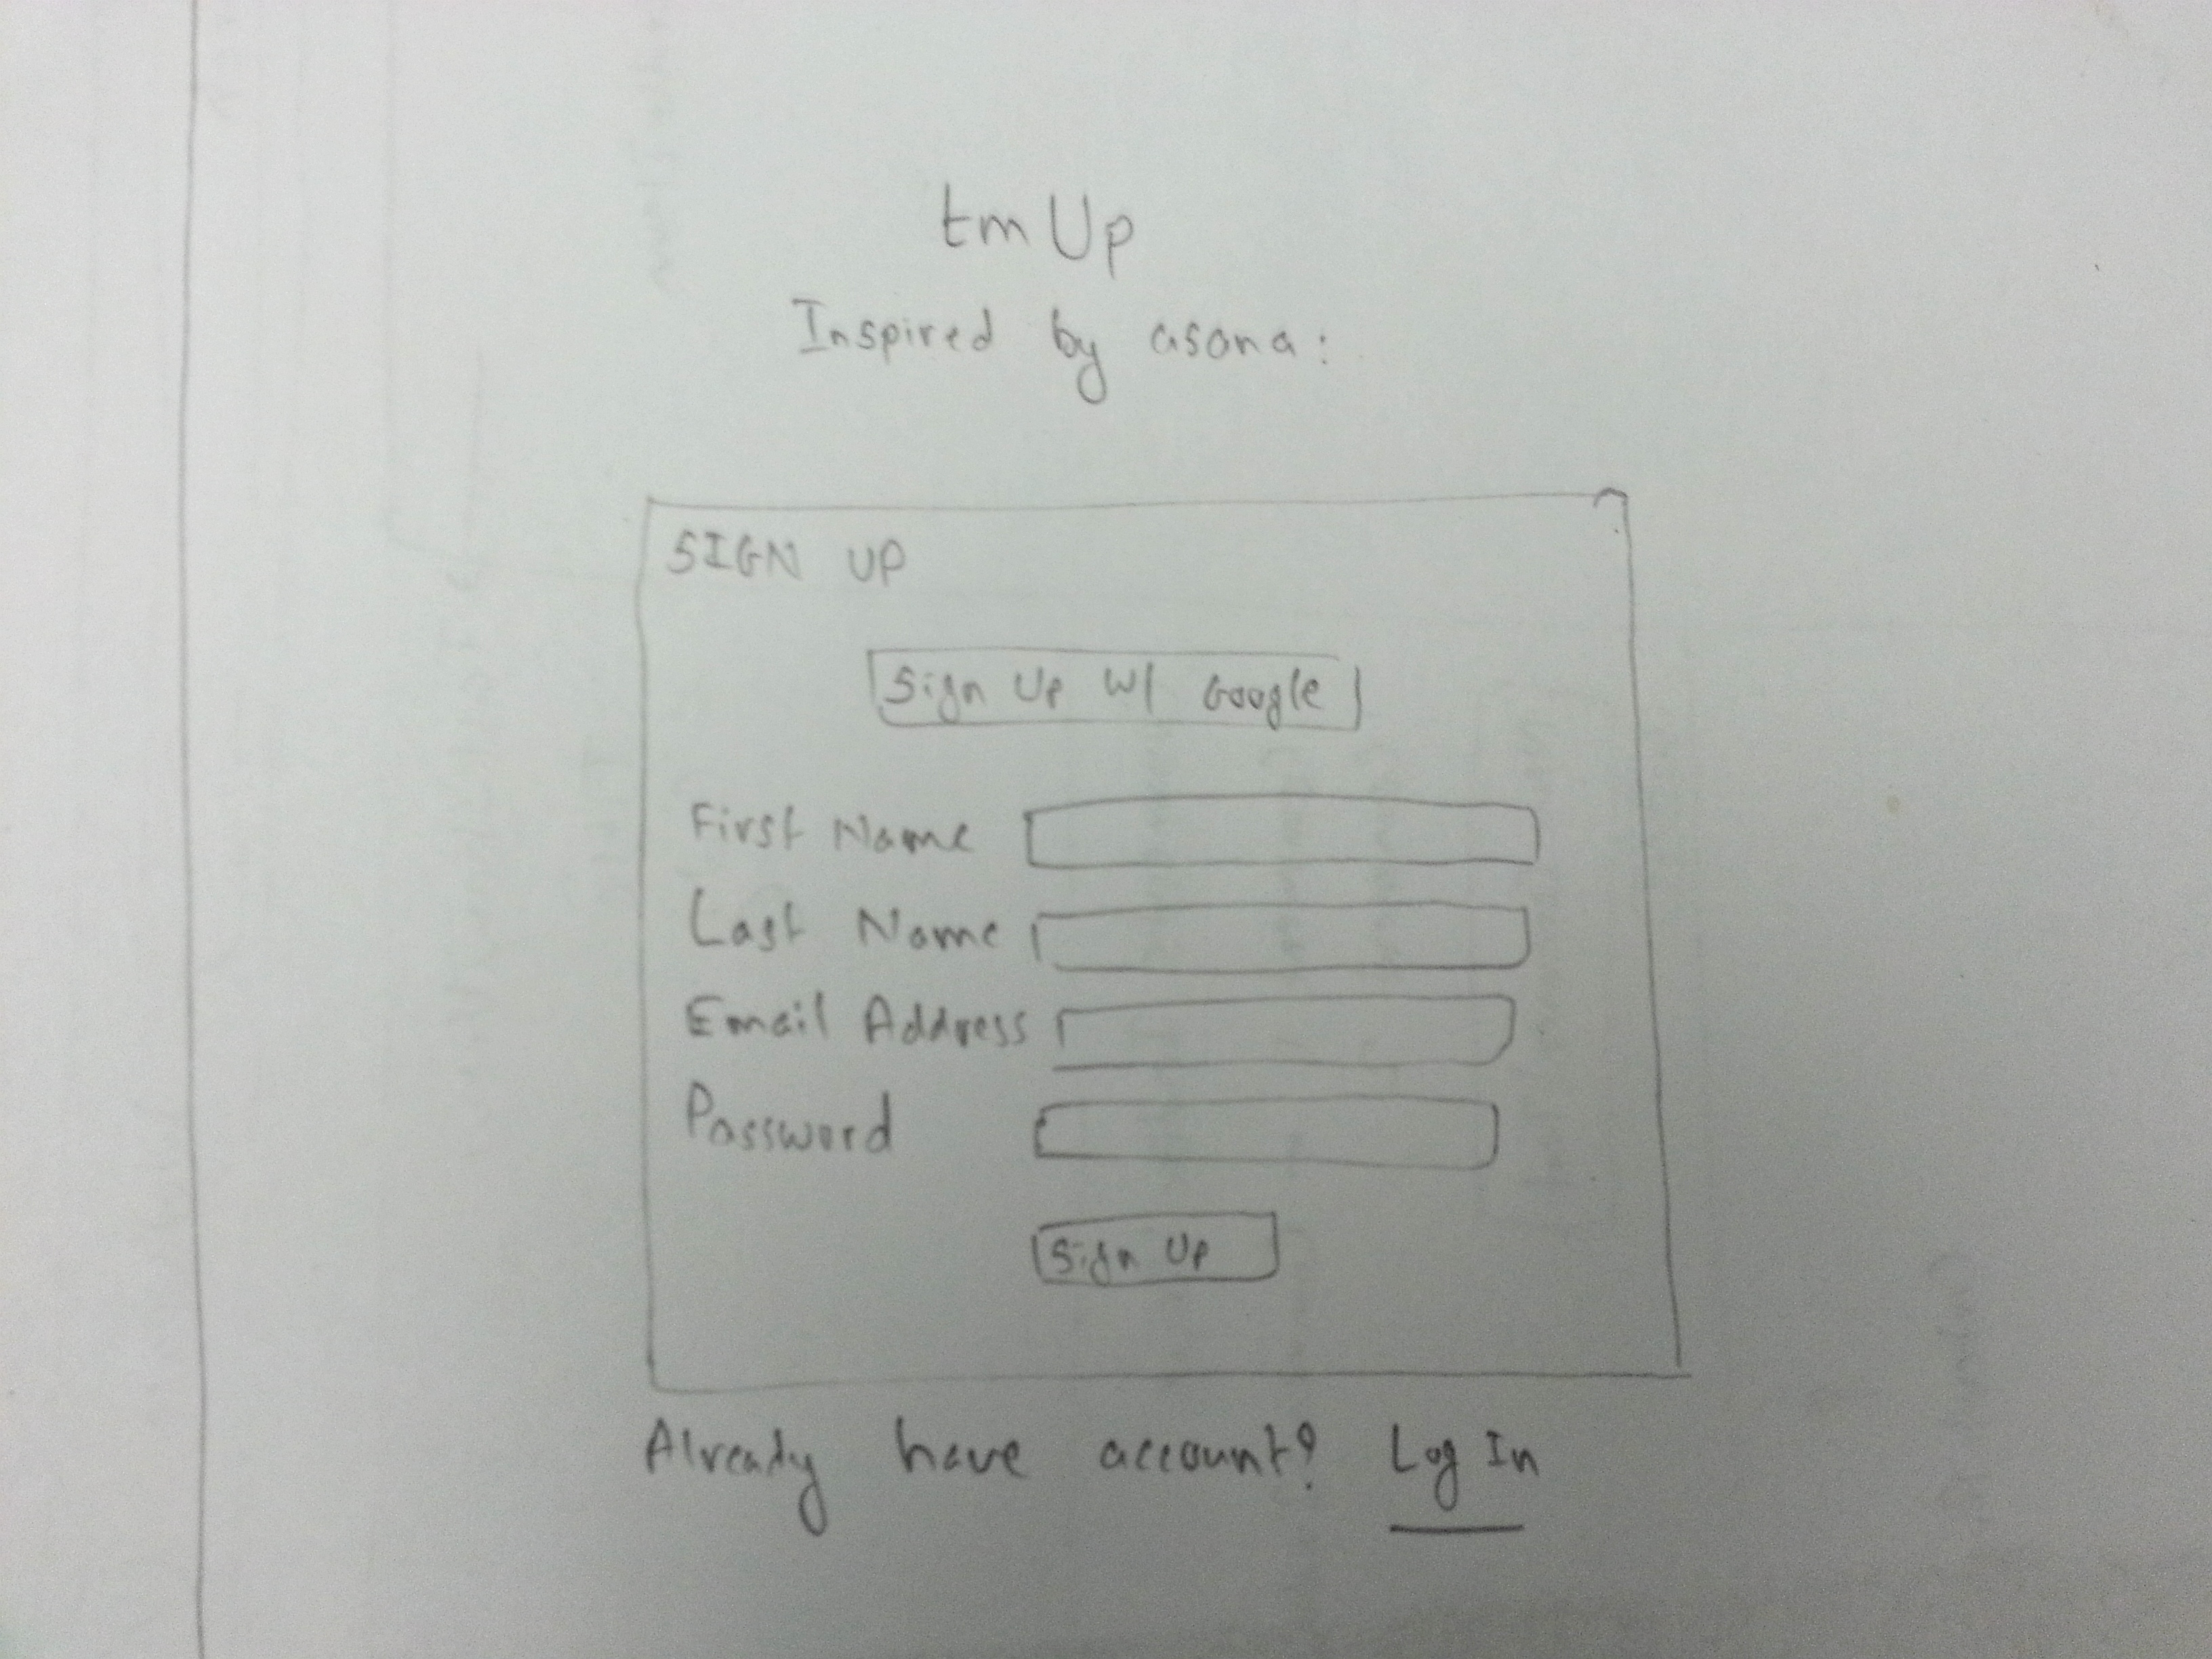 tmUp
Inspired by asana:
SIGN UP
Sign Up W/ Google
First Name
Last Name
Email Address
Password
Sign Up
Already have account? Log In